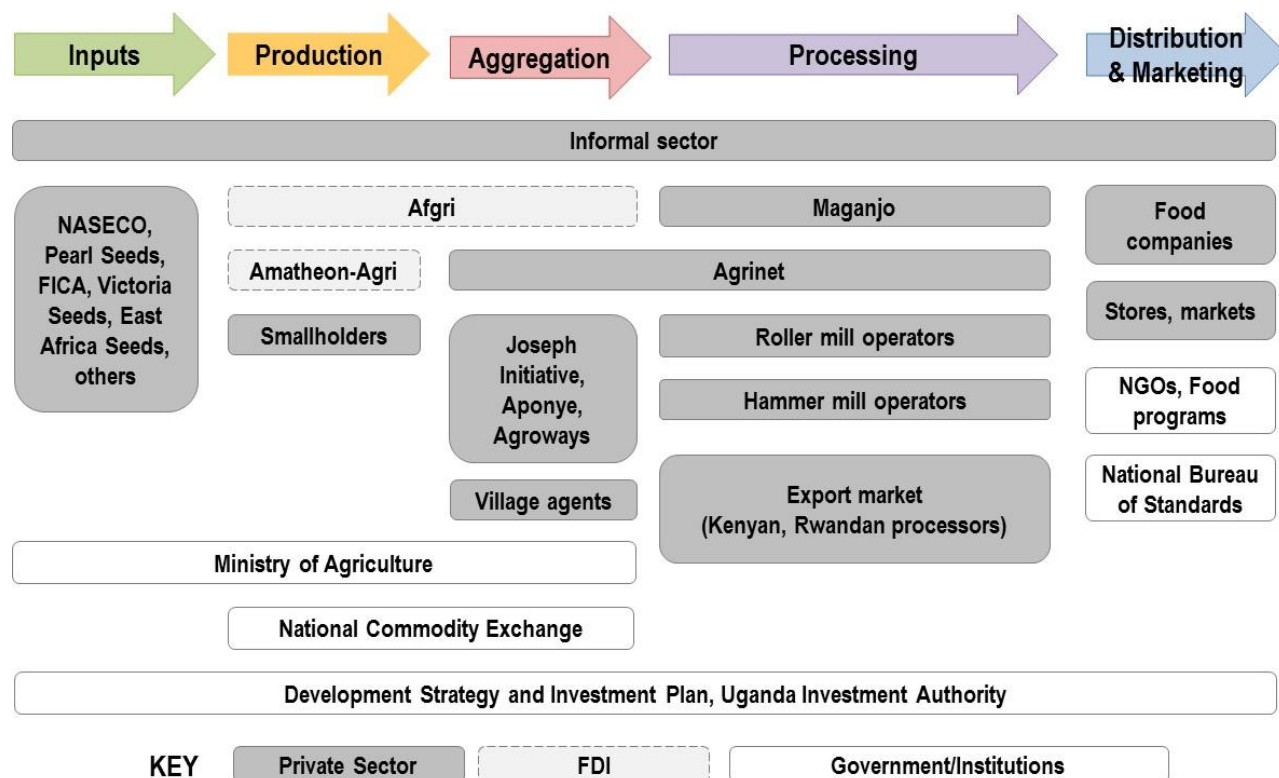 Inputs
Production
Aggregation
Processing
Distribution
& Marketing
Informal sector
NASECO,
Pearl Seeds,
FICA, Victoria
Seeds, East
Africa Seeds,
others
Afgri
Maganjo
Food
companies
Amatheon-Agri
Agrinet
Stores, markets
Smallholders
Joseph
Initiative,
Aponye,
Agroways
Roller mill operators
Hammer mill operators
NGOs, Food
programs
Village agents
Export market
(Kenyan, Rwandan processors)
National Bureau
of Standards
Ministry of Agriculture
National Commodity Exchange
Development Strategy and Investment Plan, Uganda Investment Authority
KEY
Private Sector
FDI
Government/Institutions